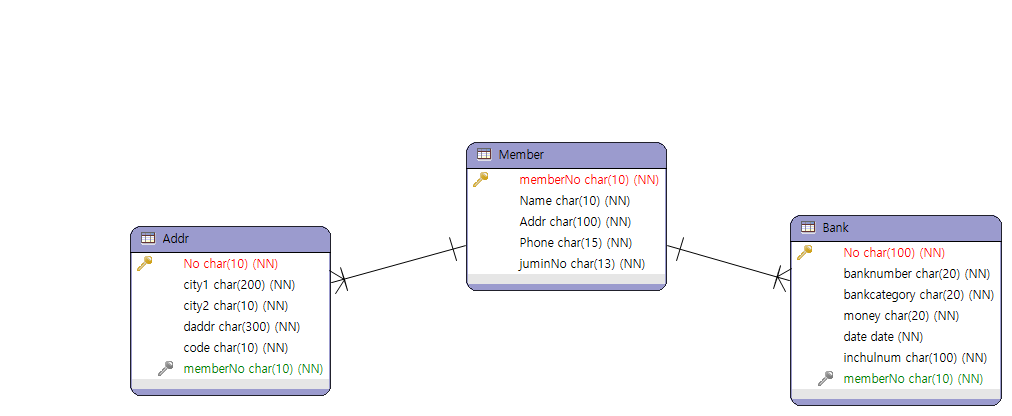 Member
memberNo char(10) (NN)
Name char(10) (NN)
Addr char(100) (NN)
Phone char(15) (NN)
juminNo char(13) (NN)
Addr
No char(10) (NN)
city1 char(200) (NN)
city2 char(10) (NN)
daddr char(300) (NN)
code char(10) (NN)
memberNo char(10) (NN)
Bank
No char(100) (NN)
banknumber char(20) (NN)
bankcategory char(20) (NN)
money char(20) (NN)
date date (NN)
inchulnum char(100) (NN)
memberNo char(10) (NN)